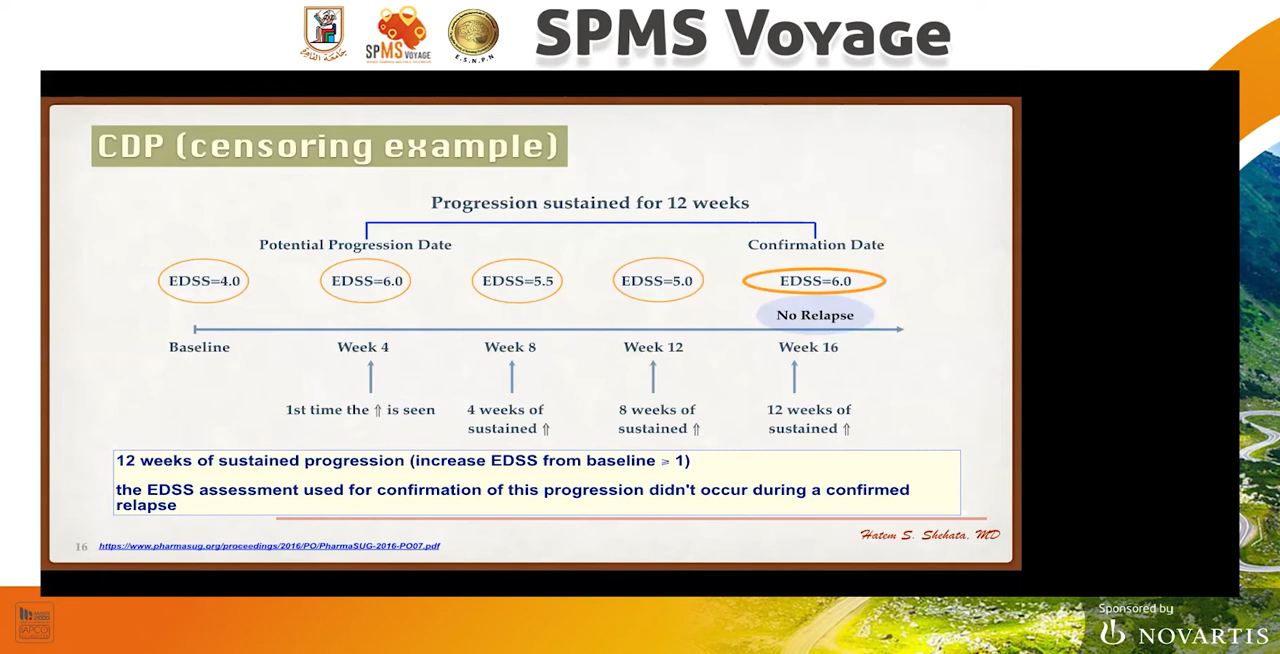 SPMS Voyage
جامعة القاهرة
SPMS VOYAGE
E.S.N.P.N
CDP (censoring example)
Progression sustained for 12 weeks
Potential Progression Date
Confirmation Date
EDSS=4.0
EDSS=6.0
EDSS=5.5
EDSS=5.0
EDSS=6.0
No Relapse
Baseline
Week 4
Week 8
Week 12
Week 16
1st time the ⇑ is seen
4 weeks of
sustained ⇑
8 weeks of
sustained ⇑
12 weeks of
sustained ⇑
12 weeks of sustained progression (increase EDSS from baseline ⩾ 1)
the EDSS assessment used for confirmation of this progression didn't occur during a confirmed
relapse
Hatem S. Shehata, MD
16
https://www.pharmasug.org/proceedings/2016/PO/PharmaSUG-2016-PO07.pdf
IAPCO
Sponsored by
NOVARTIS